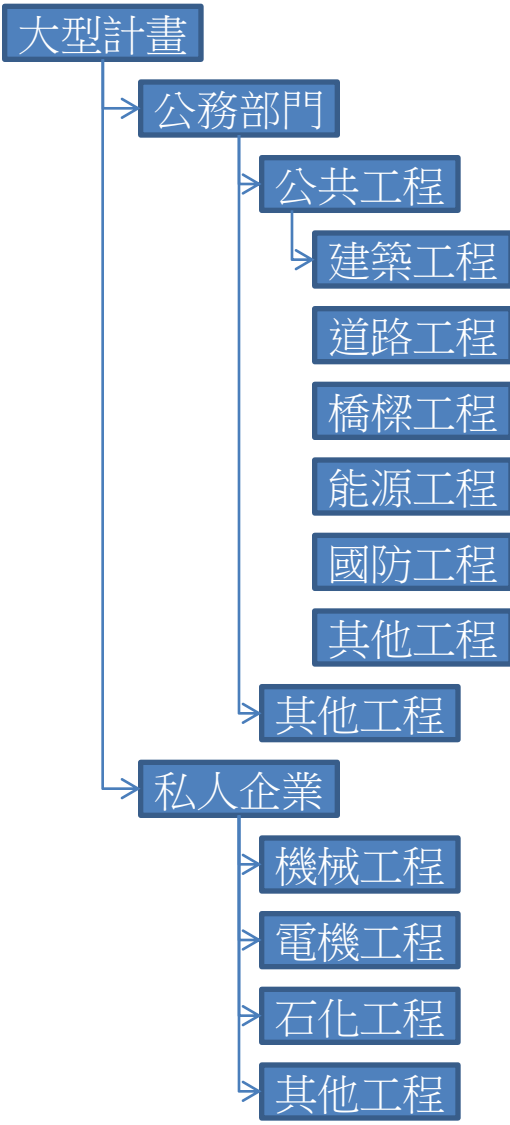 大型計畫
公務部門
公共工程
建築工程
道路工程
橋樑工程
能源工程
國防工程
其他工程
其他工程
私人企業
機械工程
電機工程
石化工程
其他工程